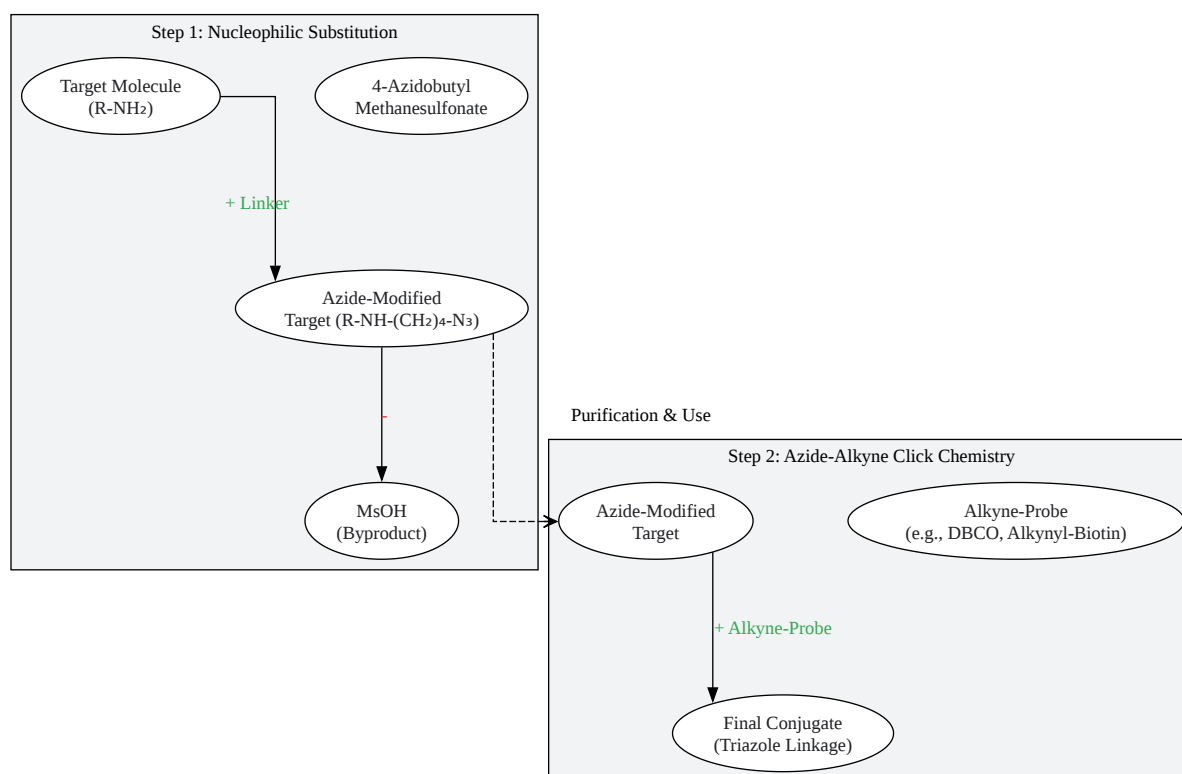 Step 1: Nucleophilic Substitution
Target Molecule
(R-NH₂)
4-Azidobutyl
Methanesulfonate
+ Linker
Azide-Modified
Target (R-NH-(CH₂)₄-N₃)
-
MsOH
(Byproduct)
Purification & Use
Step 2: Azide-Alkyne Click Chemistry
Azide-Modified
Target
Alkyne-Probe
(e.g., DBCO, Alkynyl-Biotin)
+ Alkyne-Probe
Final Conjugate
(Triazole Linkage)